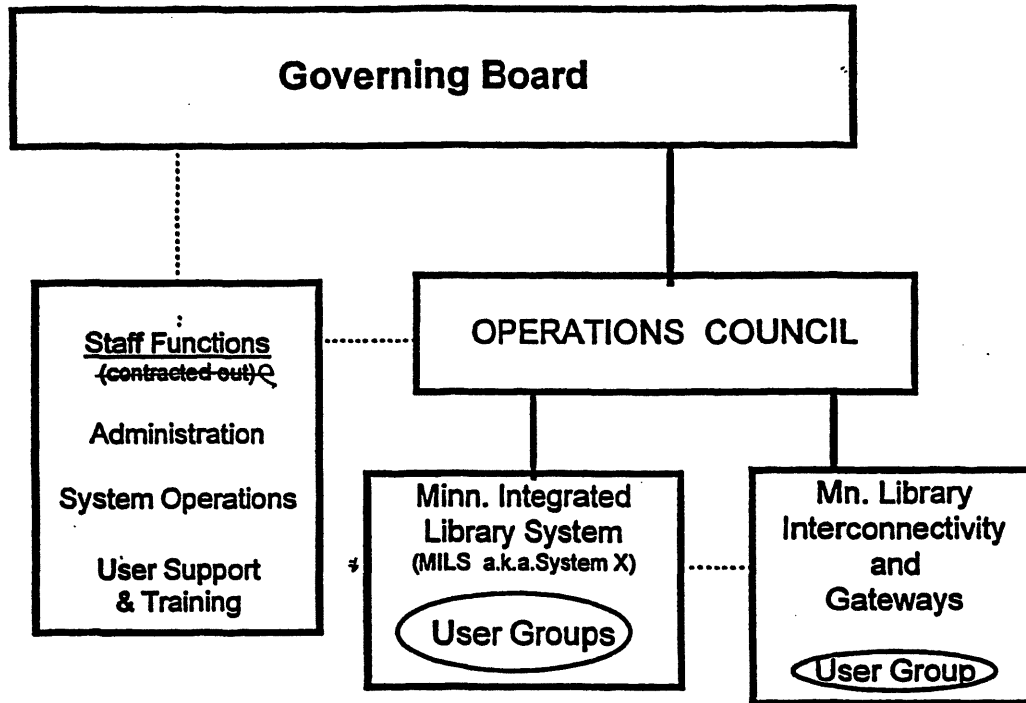 Governing Board
Staff Functions
(contracted out)
Administration
System Operations
User Support
& Training
OPERATIONS COUNCIL
Minn. Integrated
Library System
(MILS a.k.a.System X)
User Groups
Mn. Library
Interconnectivity
and
Gateways
User Group